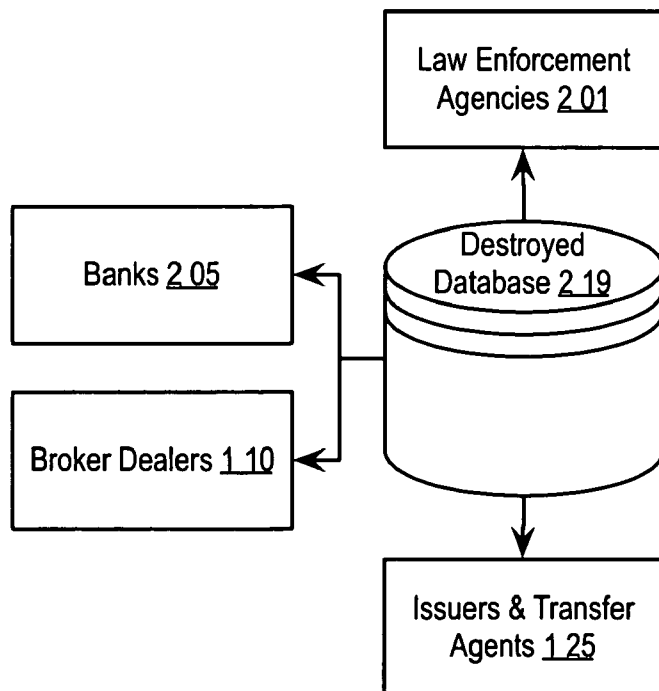 Law Enforcement
Agencies 2 01
Destroyed
Database 2 19
Banks 2 05
Broker Dealers 1 10
Issuers & Transfer
Agents 1 25